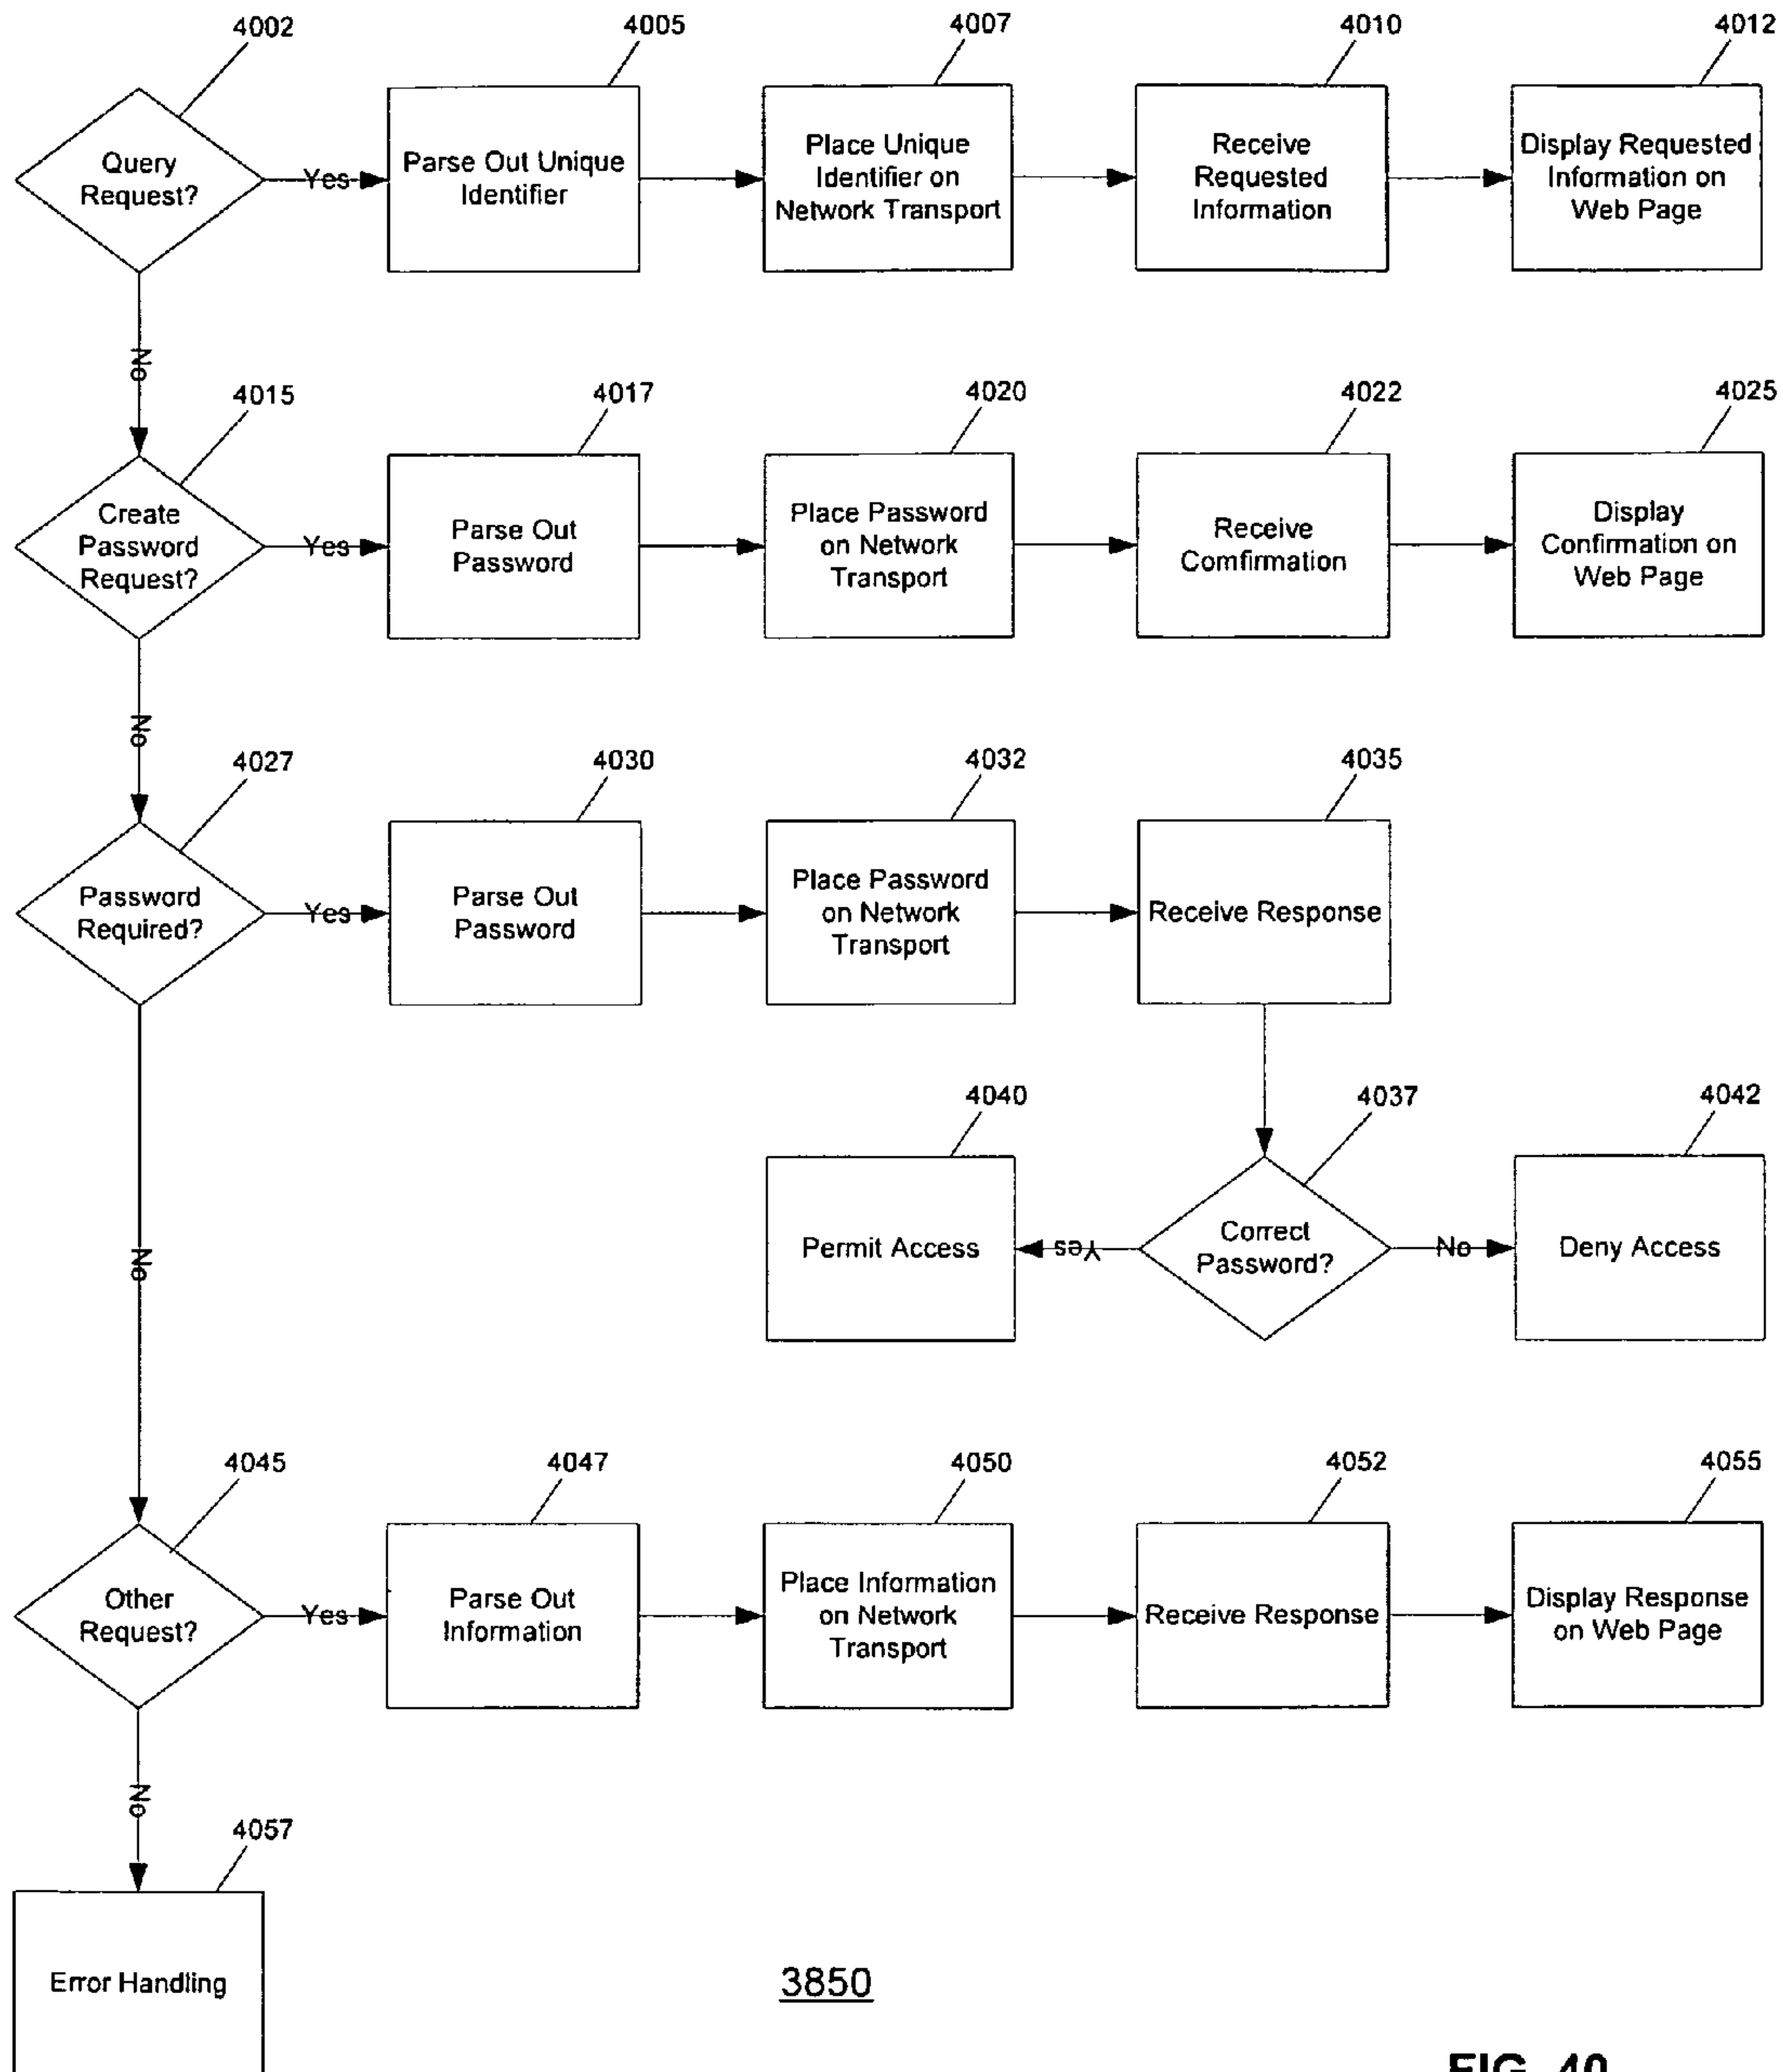 4002
4005
4007
4010
4012
Query
Request?
Yes
Parse Out Unique
Identifier
Place Unique
Identifier on
Network Transport
Receive
Requested
Information
Display Requested
Information on
Web Page
No
4015
4017
4020
4022
4025
Create
Password
Request?
Yes
Parse Out
Password
Place Password
on Network
Transport
Receive
Comfirmation
Display
Confirmation on
Web Page
No
4027
4030
4032
4035
Password
Required?
Yes
Parse Out
Password
Place Password
on Network
Transport
Receive Response
4040
4037
4042
Permit Access
Yes
Correct
Password?
No
Deny Access
No
4045
4047
4050
4052
4055
Other
Request?
Yes
Parse Out
Information
Place Information
on Network
Transport
Receive Response
Display Response
on Web Page
No
4057
Error Handling
3850
FIG. 40